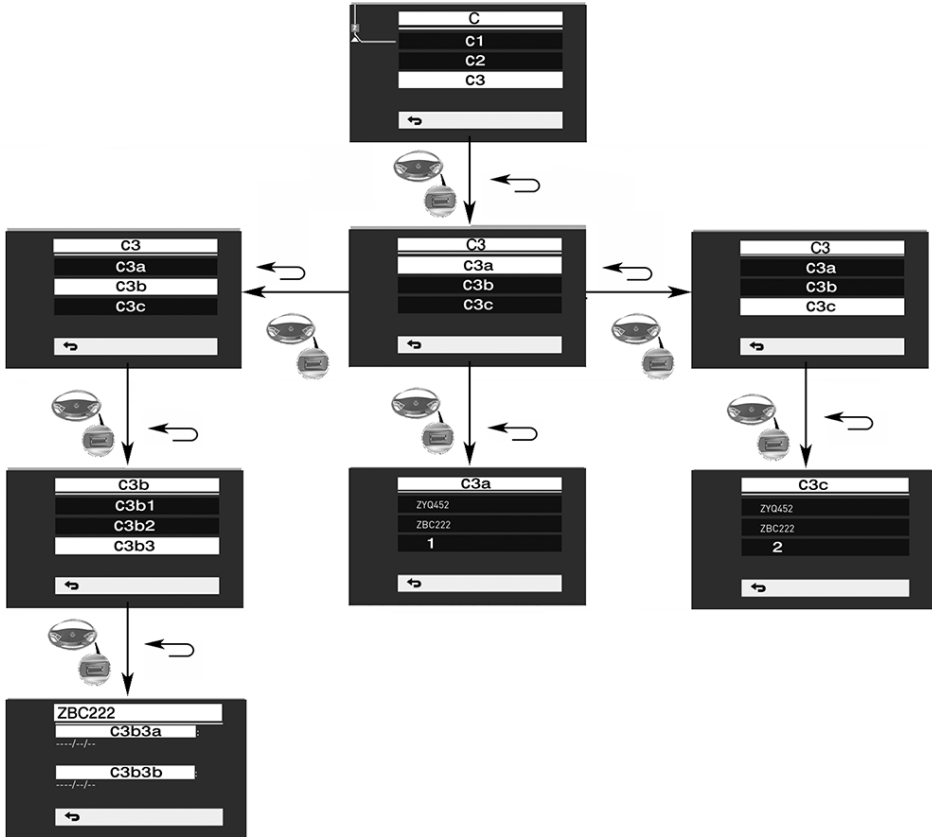 C
2
C1
C2
C3
C3
C3a
C3b
C3c
C3
C3a
C3b
C3c
C3
C3a
C3b
C3c
C3b
C3b1
C3b2
C3b3
C3a
ZYQ452
ZBC222
1
C3c
ZYQ452
ZBC222
2
ZBC222
C3b3a :
----/--/--
C3b3b :
----/--/--